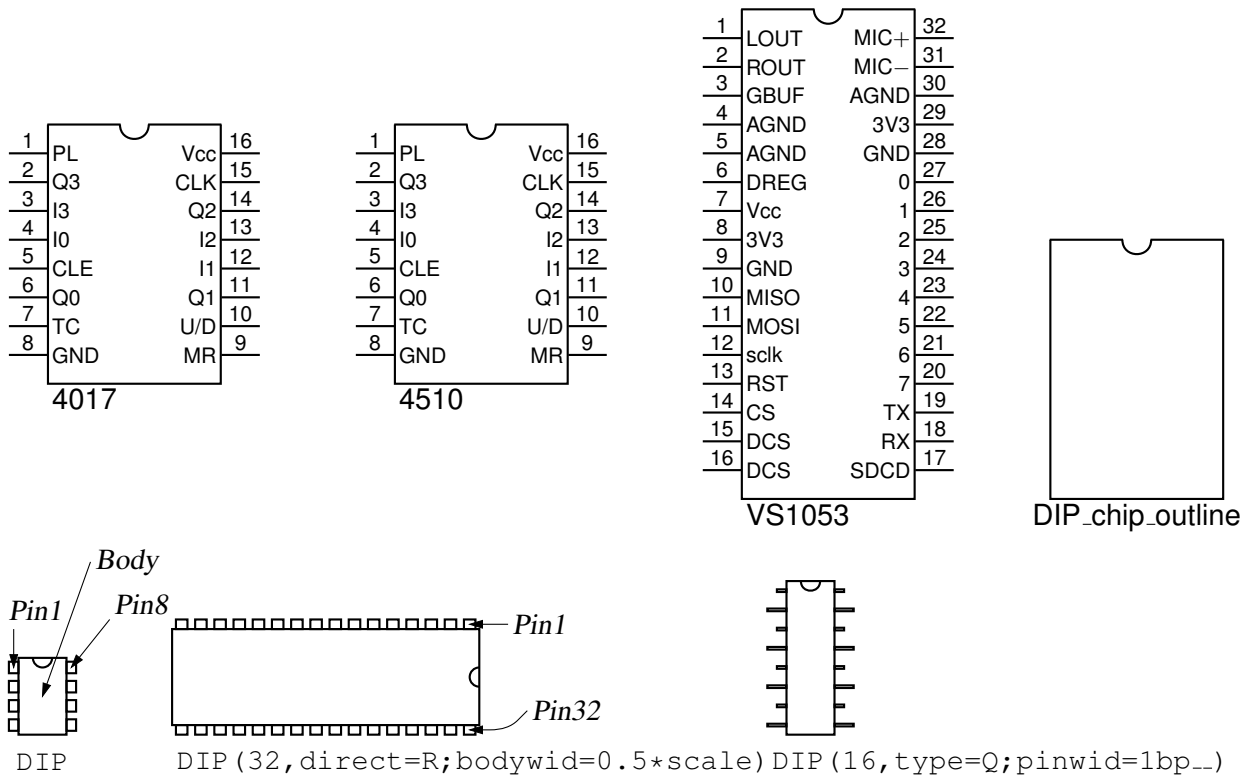 1 LOUT MIC+ 32
2 ROUT MIC− 31
3 GBUF AGND 30
4 AGND 3V3 29
5 AGND GND 28
6 DREG 0 27
7 Vcc 1 26
8 3V3 2 25
9 GND 3 24
10 MISO 4 23
11 MOSI 5 22
12 sclk 6 21
13 RST 7 20
14 CS TX 19
15 DCS RX 18
16 DCS SDCD 17
VS1053
1 PL Vcc 16
2 Q3 CLK 15
3 I3 Q2 14
4 I0 I2 13
5 CLE I1 12
6 Q0 Q1 11
7 TC U/D 10
8 GND MR 9
4017
1 PL Vcc 16
2 Q3 CLK 15
3 I3 Q2 14
4 I0 I2 13
5 CLE I1 12
6 Q0 Q1 11
7 TC U/D 10
8 GND MR 9
4510
DIP_chip_outline
Body
Pin1
Pin8
DIP
Pin1
Pin32
DIP(32,direct=R;bodywid=0.5*scale)
DIP(16,type=Q;pinwid=1bp__)